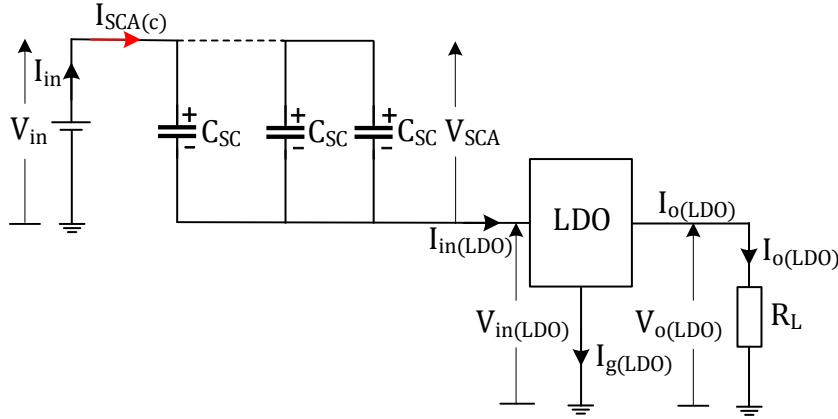 I_SCA(c)
I_in
V_in
+
C_SC
-
+
C_SC
-
+
C_SC
-
V_SCA
LDO
I_in(LDO)
I_o(LDO)
I_o(LDO)
V_in(LDO)
I_g(LDO)
V_o(LDO)
R_L